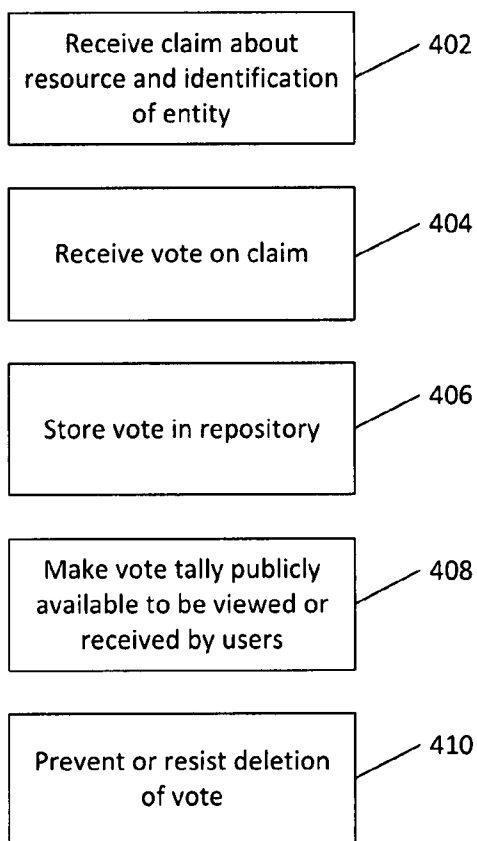 Receive claim about
resource and identification
of entity
402
Receive vote on claim
404
Store vote in repository
406
Make vote tally publicly
available to be viewed or
received by users
408
Prevent or resist deletion
of vote
410